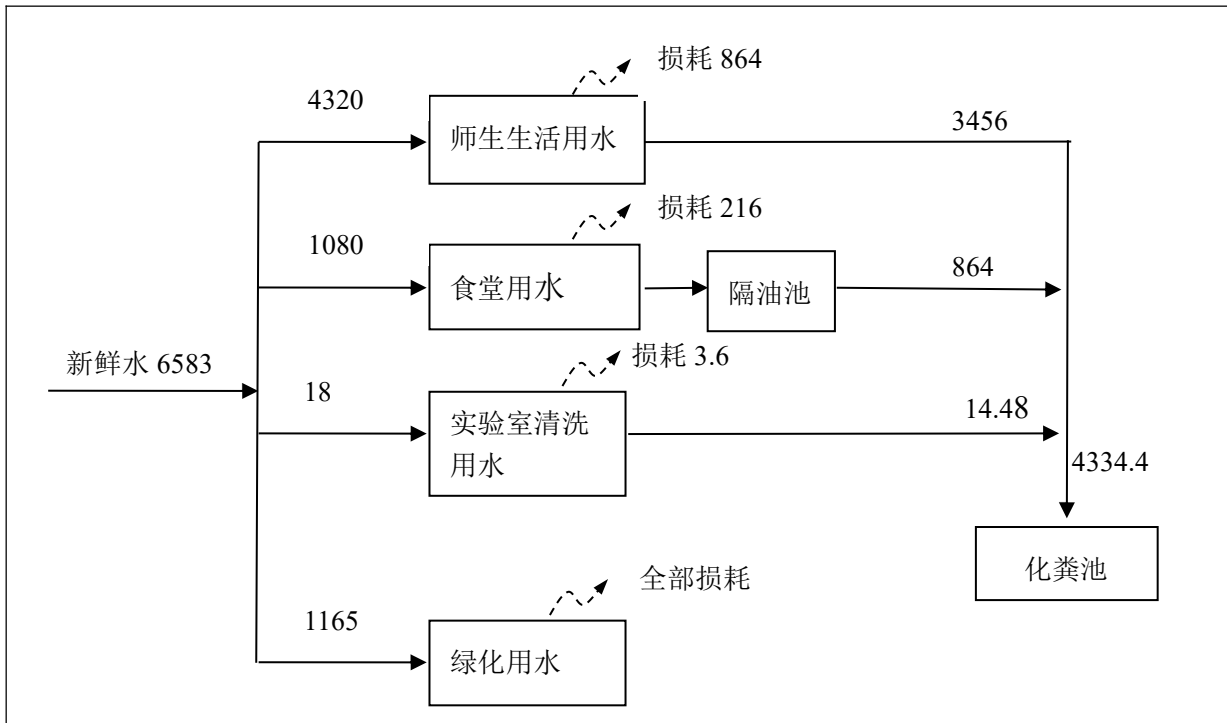 损耗 864
4320
师生生活用水
3456
损耗 216
1080
食堂用水
隔油池
864
新鲜水 6583
损耗 3.6
18
实验室清洗
用水
14.48
4334.4
化粪池
全部损耗
1165
绿化用水